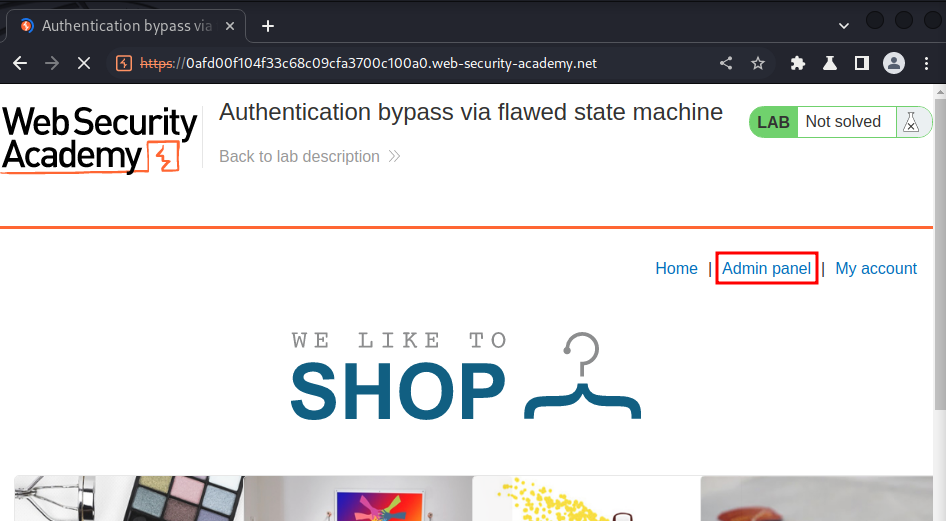 Authentication bypass via
https://0afd00f104f33c68c09cfa3700c100a0.web-security-academy.net
Web Security
Academy
Authentication bypass via flawed state machine
Back to lab description
LAB Not solved
Home | Admin panel | My account
WE LIKE TO
SHOP